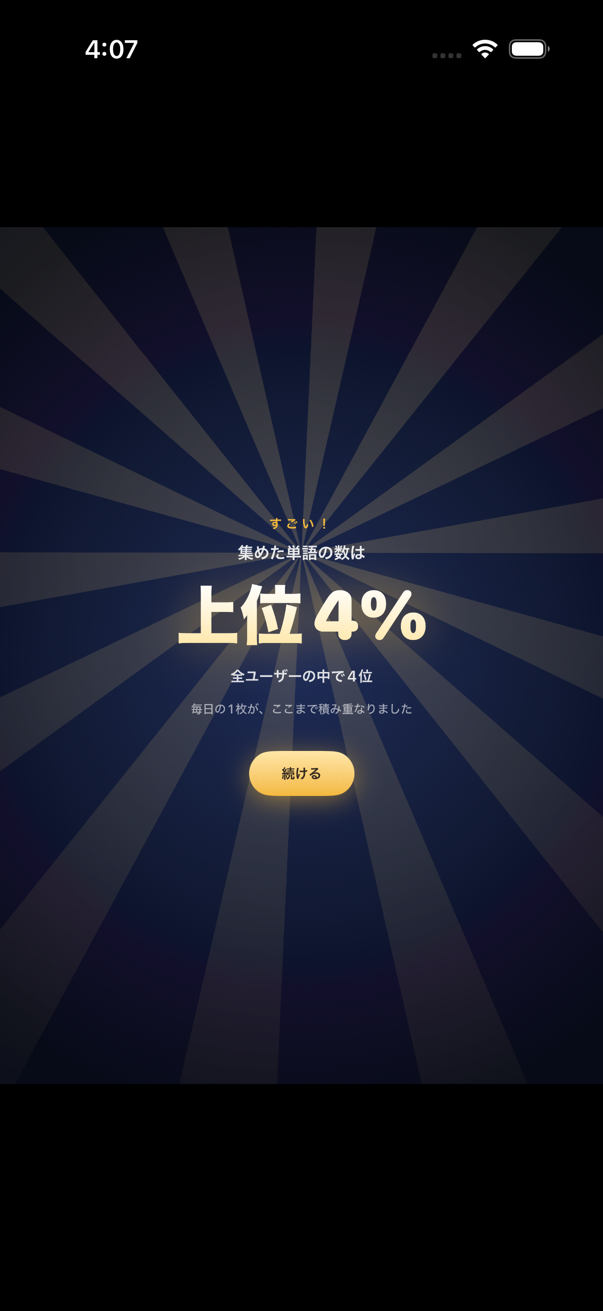 4:07
すごい！
集めた単語の数は
上位4%
全ユーザーの中で4位
毎日の1枚が、ここまで積み重なりました
続ける